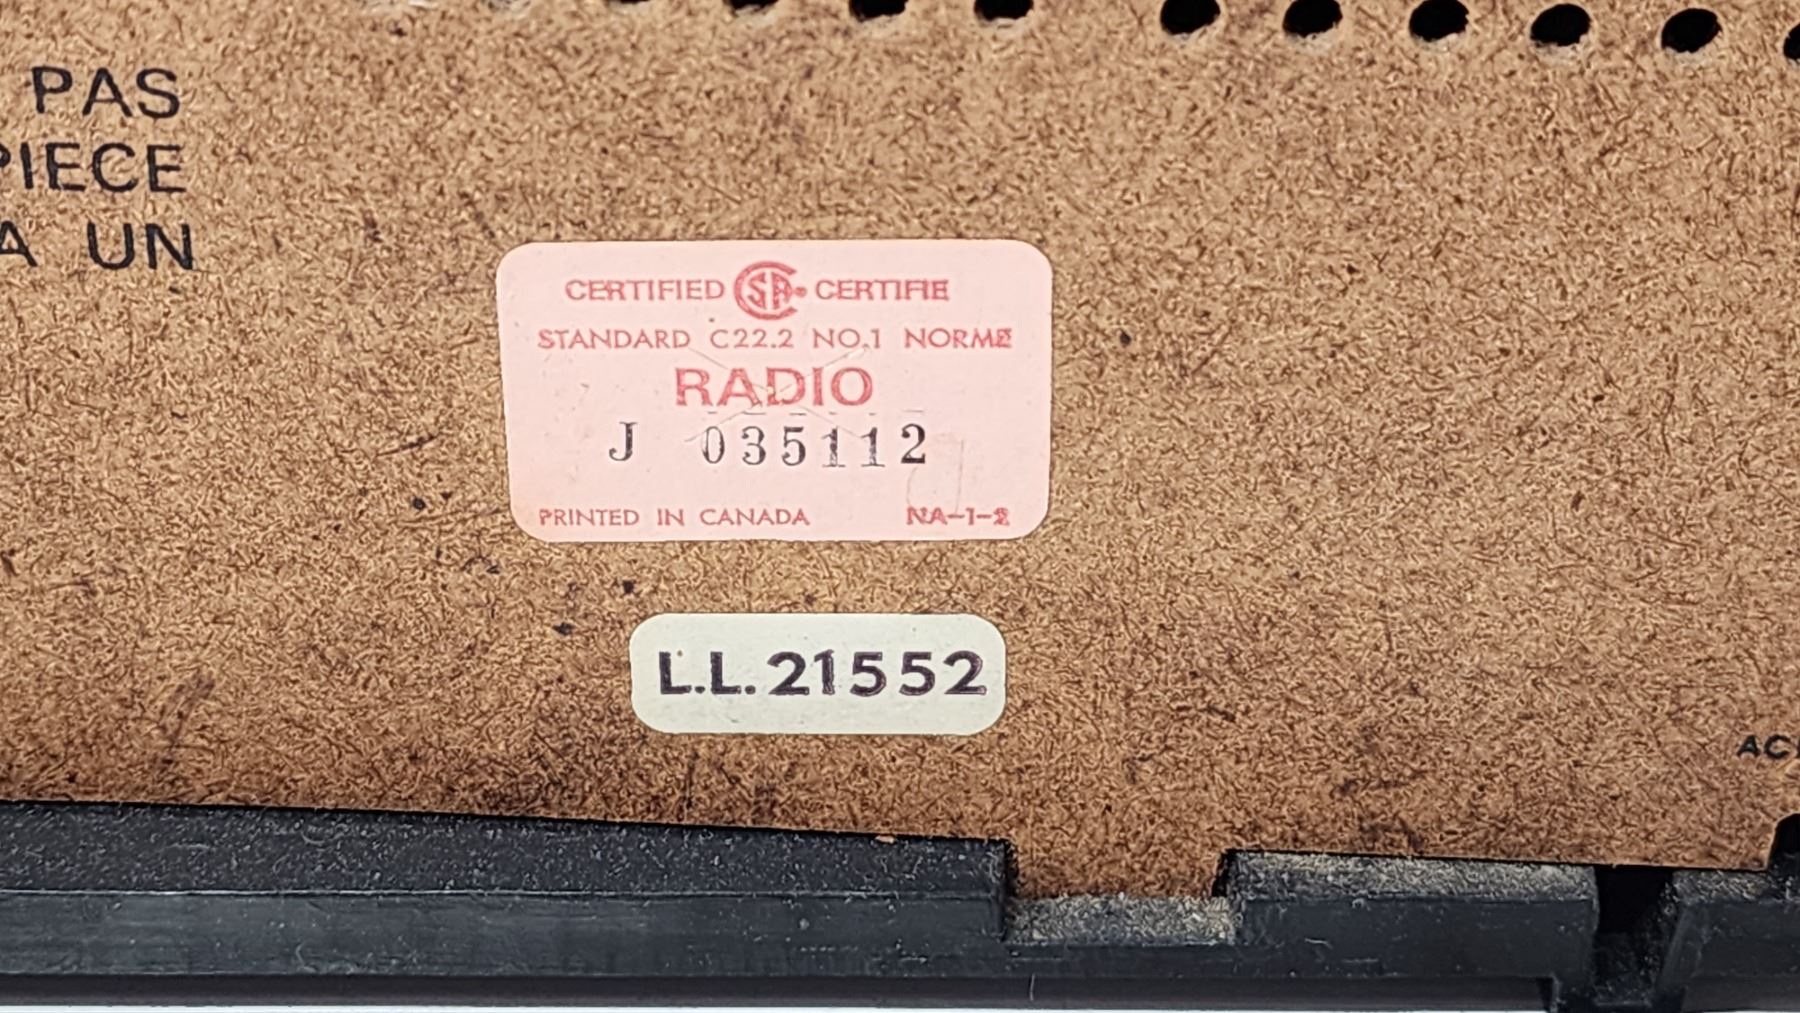 PAS
PIECE
A UN
CERTIFIED CSA® CERTIFIE
STANDARD C22.2 NO.1 NORME
RADIO
J 035112
PRINTED IN CANADA NA-1-2
L.L.21552
AC